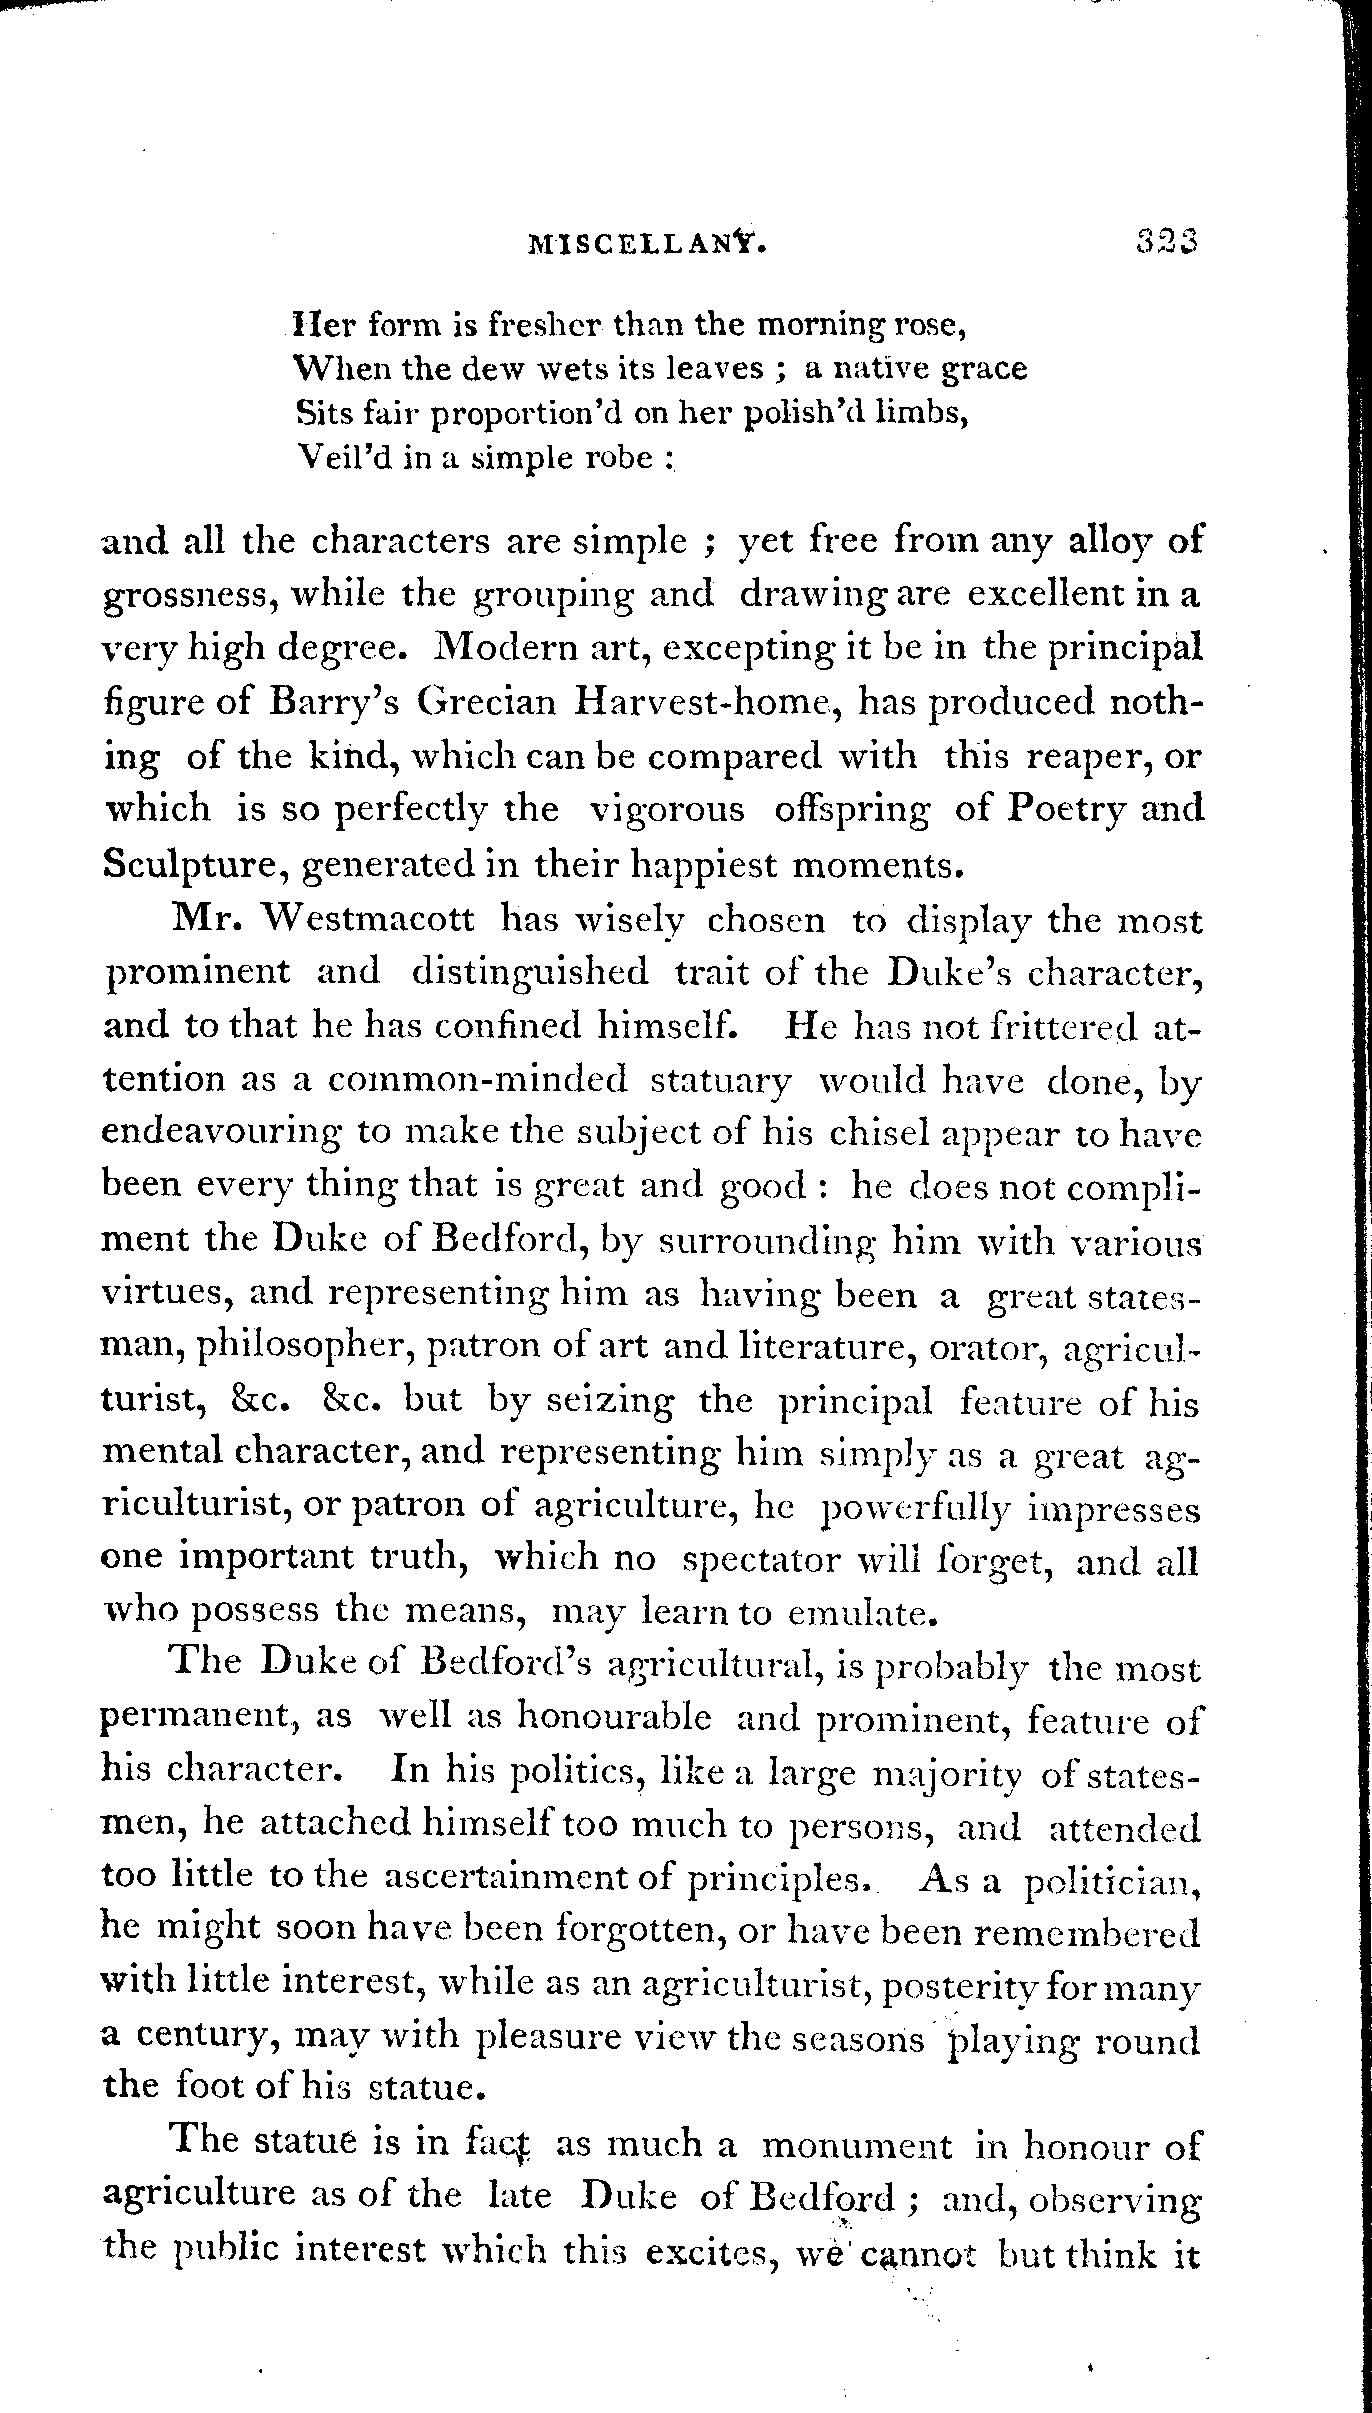 MISCELLANY. 323
Her form is fresher than the morning rose,
When the dew wets its leaves ; a native grace
Sits fair proportion'd on her polish'd limbs,
Veil'd in a simple robe :
and all the characters are simple ; yet free from any alloy of
grossness, while the grouping and drawing are excellent in a
very high degree. Modern art, excepting it be in the principal
figure of Barry's Grecian Harvest-home, has produced noth-
ing of the kind, which can be compared with this reaper, or
which is so perfectly the vigorous offspring of Poetry and
Sculpture, generated in their happiest moments.
Mr. Westmacott has wisely chosen to display the most
prominent and distinguished trait of the Duke's character,
and to that he has confined himself. He has not frittered at-
tention as a common-minded statuary would have done, by
endeavouring to make the subject of his chisel appear to have
been every thing that is great and good : he does not compli-
ment the Duke of Bedford, by surrounding him with various
virtues, and representing him as having been a great states-
man, philosopher, patron of art and literature, orator, agricul-
turist, &c. &c. but by seizing the principal feature of his
mental character, and representing him simply as a great ag-
riculturist, or patron of agriculture, he powerfully impresses
one important truth, which no spectator will forget, and all
who possess the means, may learn to emulate.
The Duke of Bedford's agricultural, is probably the most
permanent, as well as honourable and prominent, feature of
his character. In his politics, like a large majority of states-
men, he attached himself too much to persons, and attended
too little to the ascertainment of principles. As a politician,
he might soon have been forgotten, or have been remembered
with little interest, while as an agriculturist, posterity for many
a century, may with pleasure view the seasons playing round
the foot of his statue.
The statue is in fact as much a monument in honour of
agriculture as of the late Duke of Bedford ; and, observing
the public interest which this excites, we cannot but think it